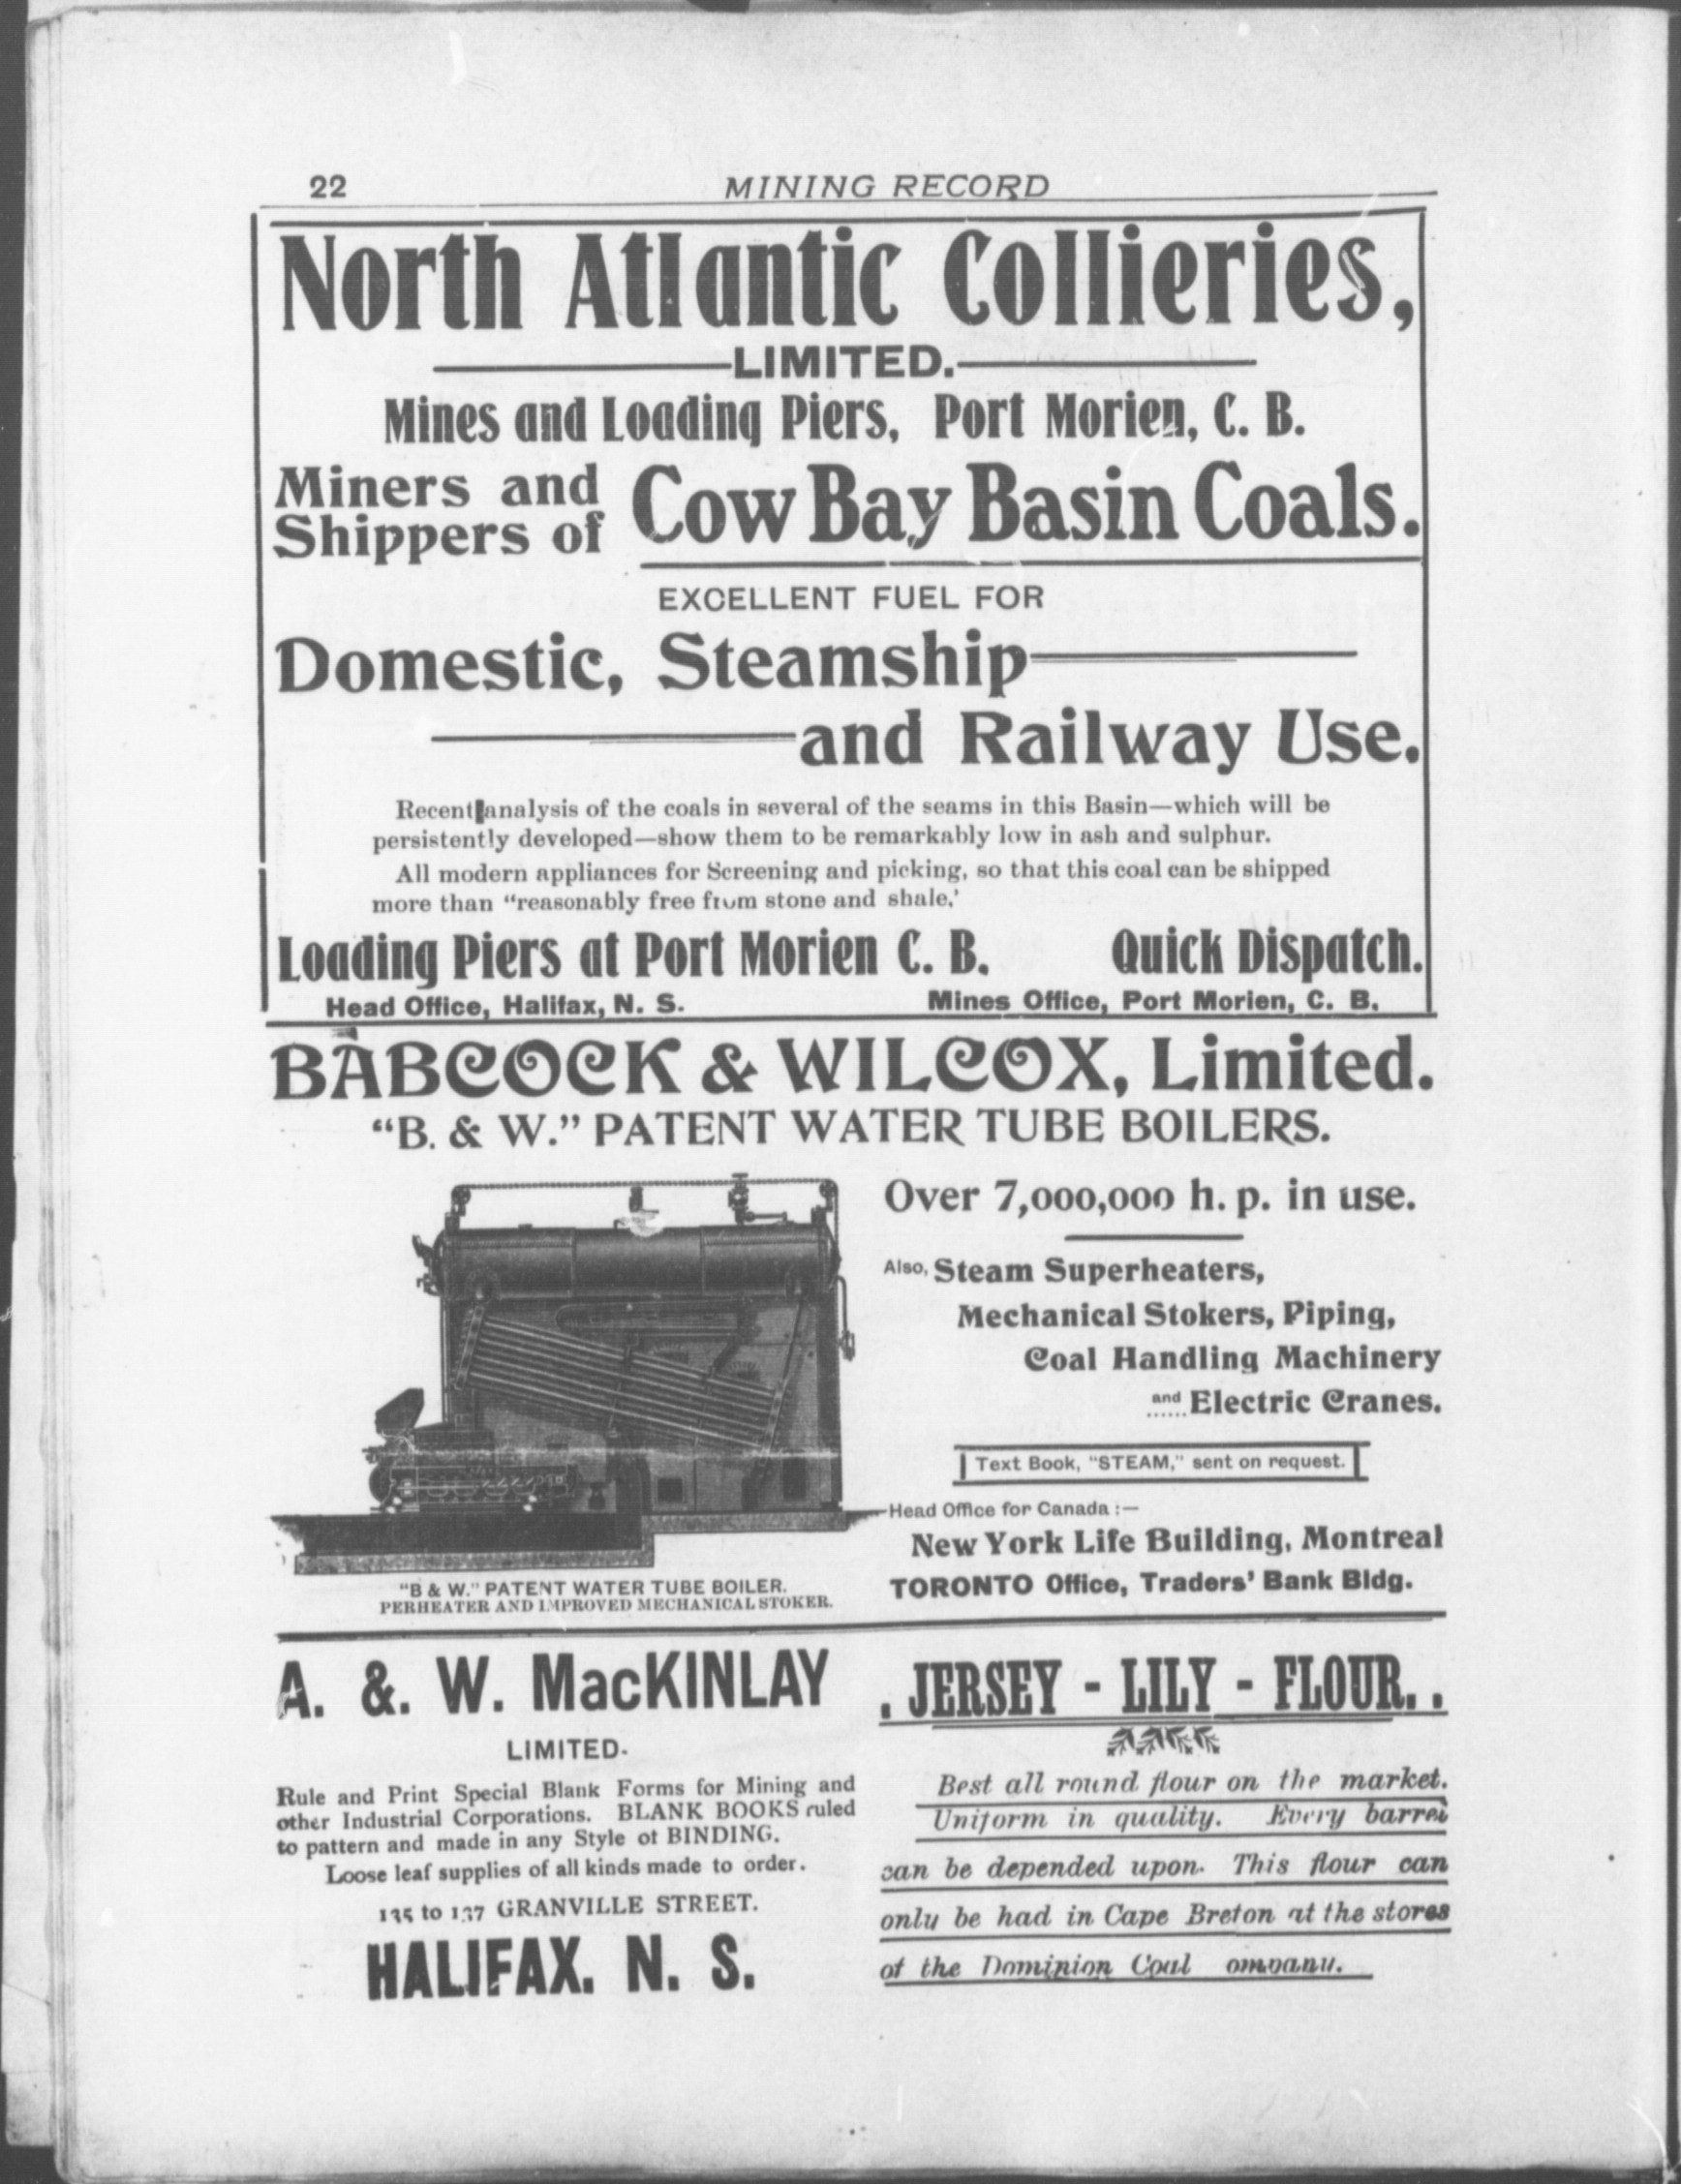 22
MINING RECORD
North Atlantic Collieries,
LIMITED.
Mines and Loading Piers, Port Morien, C. B.
Miners and
Shippers of
Cow Bay Basin Coals.
EXCELLENT FUEL FOR
Domestic, Steamship
and Railway Use.
Recent analysis of the coals in several of the seams in this Basin—which will be
persistently developed—show them to be remarkably low in ash and sulphur.
All modern appliances for Screening and picking, so that this coal can be shipped
more than "reasonably free from stone and shale.'
Loading Piers at Port Morien C. B. Quick Dispatch.
Head Office, Halifax, N. S. Mines Office, Port Morien, C. B.
BABCOCK & WILCOX, Limited.
"B. & W." PATENT WATER TUBE BOILERS.
Over 7,000,000 h. p. in use.
Also, Steam Superheaters,
Mechanical Stokers, Piping,
Coal Handling Machinery
and Electric Cranes.
Text Book, "STEAM," sent on request.
Head Office for Canada :—
New York Life Building, Montreal
TORONTO Office, Traders' Bank Bldg.
"B & W." PATENT WATER TUBE BOILER.
PERHEATER AND IMPROVED MECHANICAL STOKER.
A. &. W. MacKINLAY
LIMITED.
Rule and Print Special Blank Forms for Mining and
other Industrial Corporations. BLANK BOOKS ruled
to pattern and made in any Style of BINDING.
Loose leaf supplies of all kinds made to order.
135 to 137 GRANVILLE STREET.
HALIFAX. N. S.
. JERSEY - LILY - FLOUR. .
Best all round flour on the market.
Uniform in quality. Every barrel
can be depended upon. This flour can
only be had in Cape Breton at the stores
of the Dominion Coal ompany.